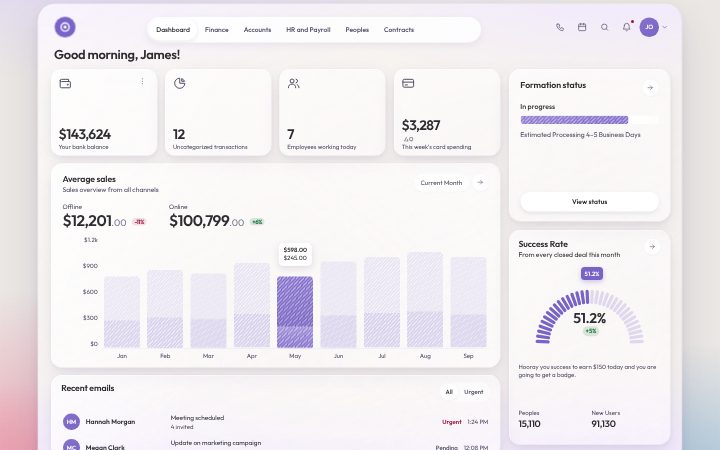 Dashboard
Finance
Accounts
HR and Payroll
Peoples
Contracts
JO
Good morning, James!
$143,624
Your bank balance
12
Uncategorized transactions
7
Employees working today
$3,287
.40
This week's card spending
Formation status
In progress
Estimated Processing 4–5 Business Days
View status
Average sales
Sales overview from all channels
Current Month
Offline
$12,201.00
-11%
Online
$100,799.00
+6%
$1.2k
$900
$600
$300
$0
$598.00
$245.00
Jan
Feb
Mar
Apr
May
Jun
Jul
Aug
Sep
Success Rate
From every closed deal this month
51.2%
51.2%
+5%
Hooray you success to earn $150 today and you are
going to get a badge.
Peoples
15,110
New Users
91,130
Recent emails
All
Urgent
HM
Hannah Morgan
Meeting scheduled
4 invited
Urgent
1:24 PM
MC
Megan Clark
Update on marketing campaign
Pending
12:08 PM